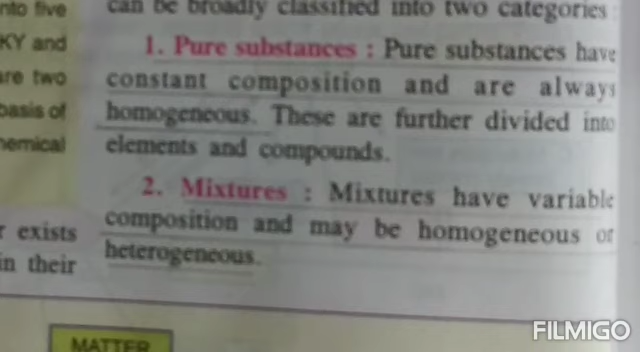 nto five
KY and
are two
basis of
hemical
r exists
in their
can be broadly classified into two categories
1. Pure substances : Pure substances have
constant composition and are always
homogeneous. These are further divided into
elements and compounds.
2. Mixtures : Mixtures have variable
composition and may be homogeneous or
heterogeneous.
MATTER
FILMIGO